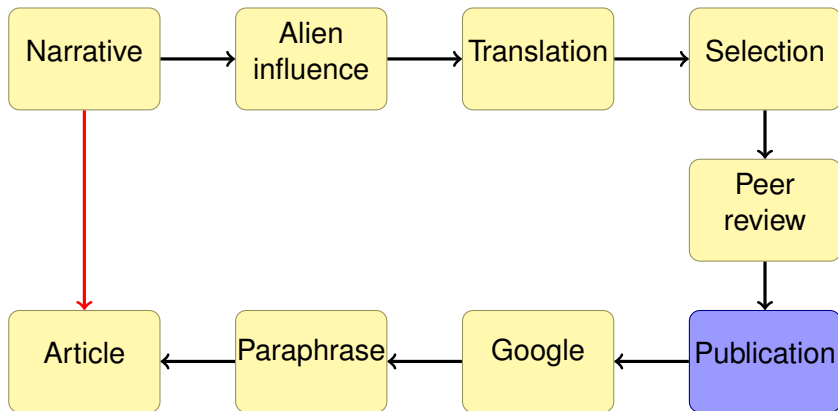 Narrative
Alien
influence
Translation
Selection
Peer
review
Article
Paraphrase
Google
Publication